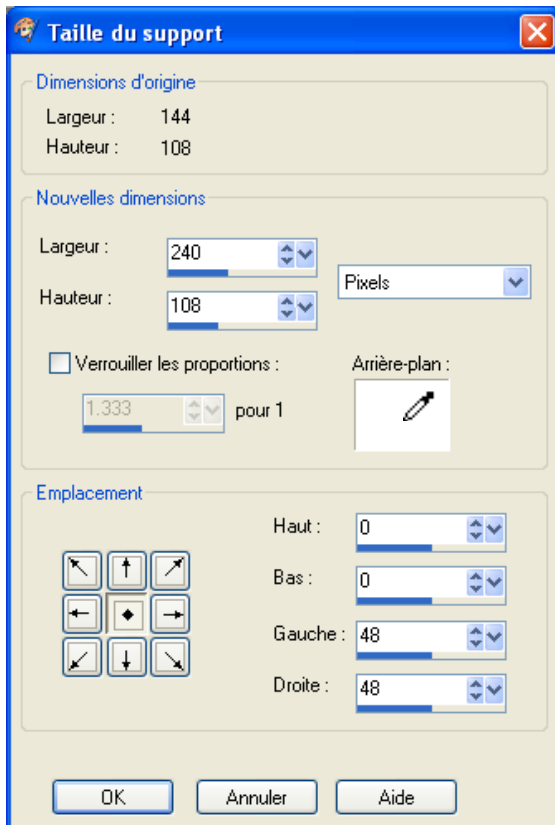 Taille du support
Dimensions d'origine
Largeur : 144
Hauteur : 108
Nouvelles dimensions
Largeur : 240
Pixels
Hauteur : 108
Verrouiller les proportions :
Arrière-plan :
1.333 pour 1
Emplacement
Haut : 0
Bas : 0
Gauche : 48
Droite : 48
OK Annuler Aide